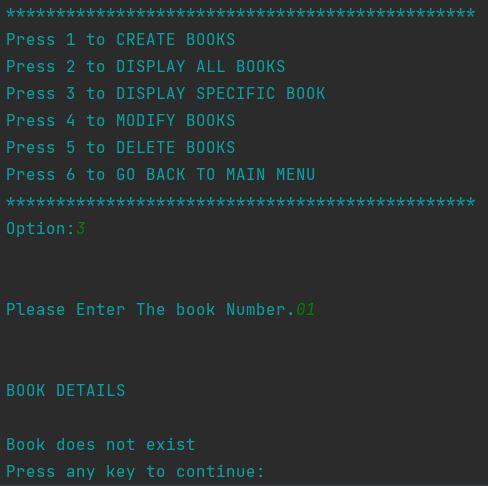 ***********************************************
Press 1 to CREATE BOOKS
Press 2 to DISPLAY ALL BOOKS
Press 3 to DISPLAY SPECIFIC BOOK
Press 4 to MODIFY BOOKS
Press 5 to DELETE BOOKS
Press 6 to GO BACK TO MAIN MENU
***********************************************
Option:3
Please Enter The book Number.01
BOOK DETAILS
Book does not exist
Press any key to continue: